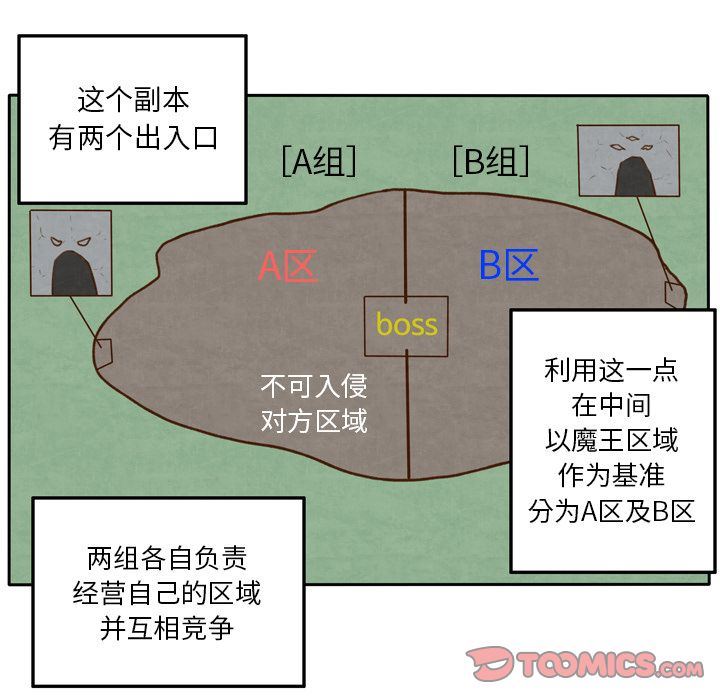 这个副本
有两个出入口
［A组］
［B组］
A区
B区
boss
不可入侵
对方区域
利用这一点
在中间
以魔王区域
作为基准
分为A区及B区
两组各自负责
经营自己的区域
并互相竞争
TOOMICS.COM